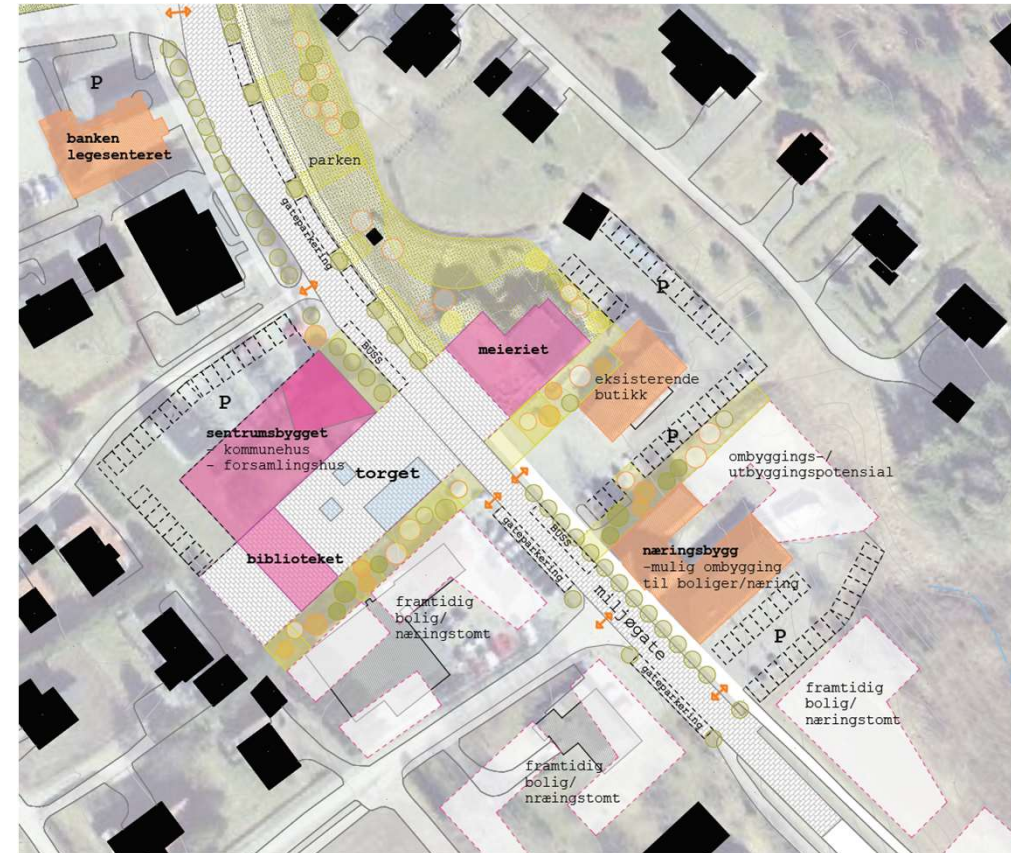 P
banken
legesenteret
parken
gateparkering
P
BUSS
meieriet
eksisterende
butikk
P
sentrumsbygget
- kommunehus
- forsamlingshus
torget
P
ombyggings-/
utbyggingspotensial
biblioteket
gateparkering
BUSS
næringsbygg
-mulig ombygging
til boliger/næring
framtidig
bolig/
næringstomt
miljøgate
P
gateparkering
framtidig
bolig/
næringstomt
framtidig
bolig/
nræingstomt